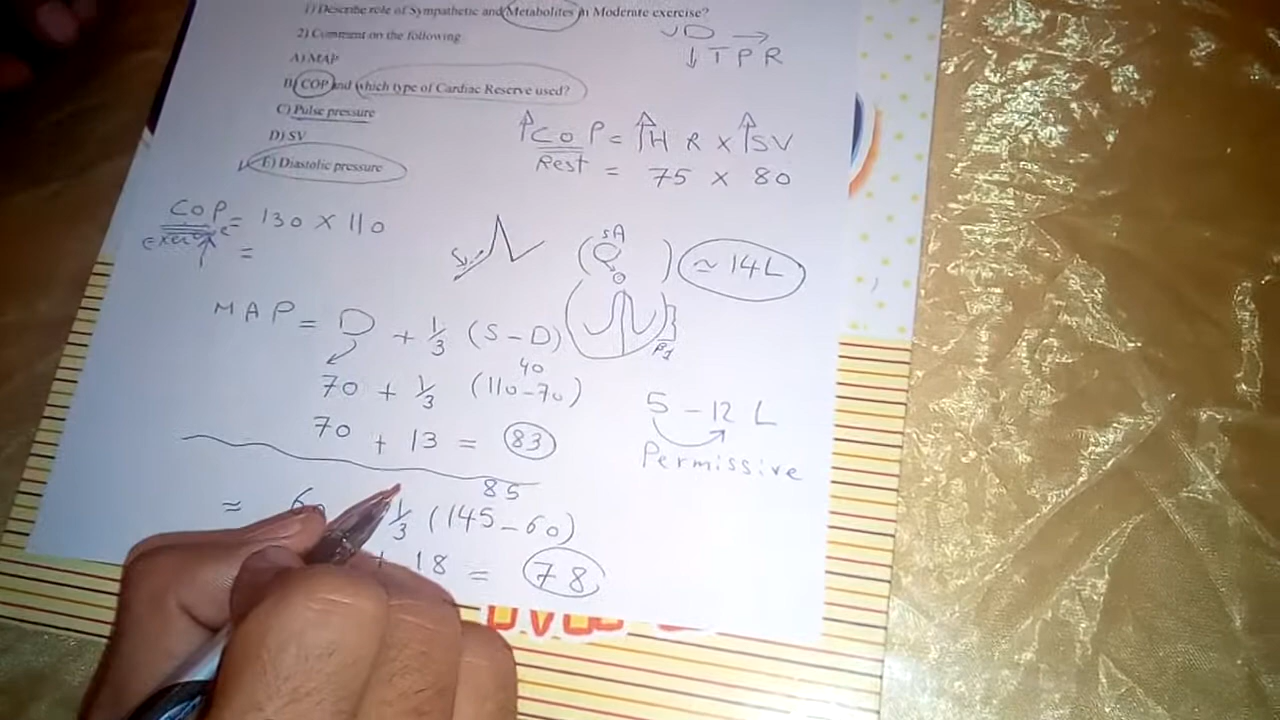 1) Describe role of Sympathetic and Metabolites in Moderate exercise?
2) Comment on the following
A) MAP
B) COP and which type of Cardiac Reserve used?
C) Pulse pressure
D) SV
E) Diastolic pressure
VD →
↓ T P R
↑COP = ↑H R × ↑SV
Rest = 75 × 80
COP = 130 × 110
exercise
=
SA
≈ 14L
MAP = D + 1/3 (S - D)
β1
40
70 + 1/3 (110 - 70)
70 + 13 = 83
5 - 12 L
Permissive
85
≈ 1/3 (145 - 60)
+ 18 = 78